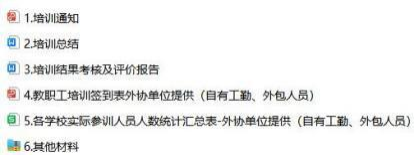 1.培训通知
2.培训总结
3.培训结果考核及评价报告
4.教职工培训签到表外协单位提供（自有工勤、外包人员）
5.各学校实际参训人员人数统计汇总表-外协单位提供（自有工勤、外包人员）
6.其他材料